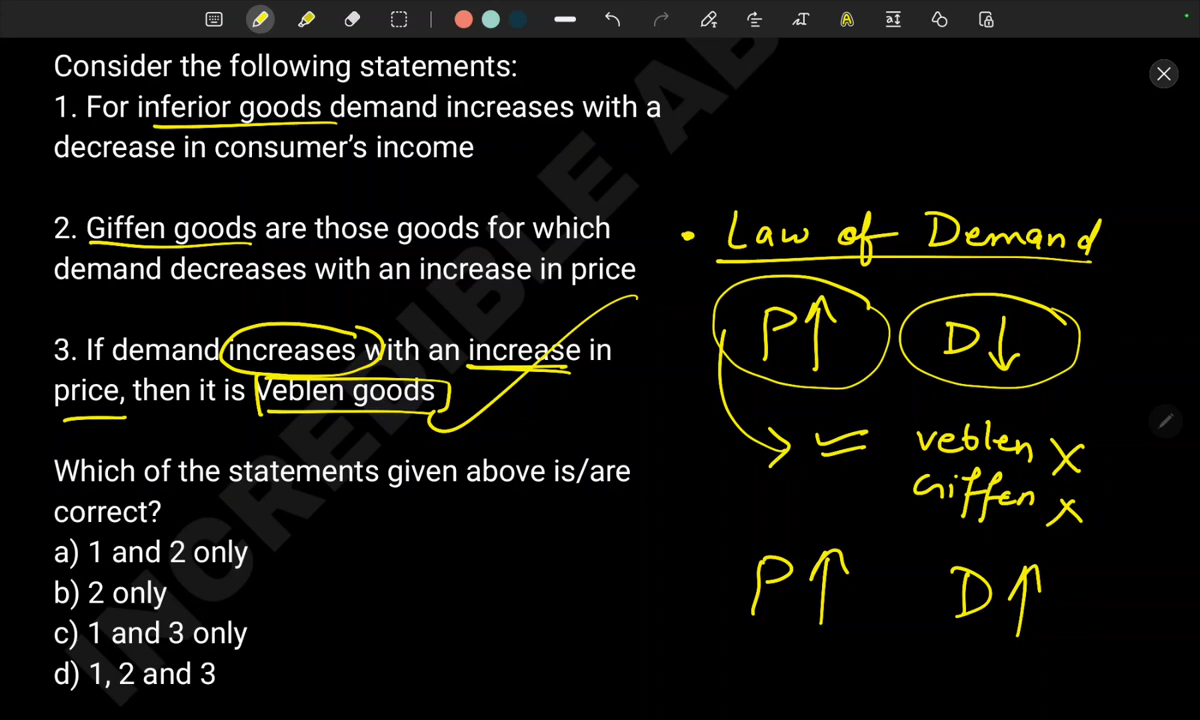 Consider the following statements:
1. For inferior goods demand increases with a
decrease in consumer's income
2. Giffen goods are those goods for which
demand decreases with an increase in price
3. If demand increases with an increase in
price, then it is Veblen goods
Which of the statements given above is/are
correct?
a) 1 and 2 only
b) 2 only
c) 1 and 3 only
d) 1, 2 and 3
• Law of Demand
P↑ D↓
veblen X
Giffen X
P↑ D↑
INCREDIBLE AB